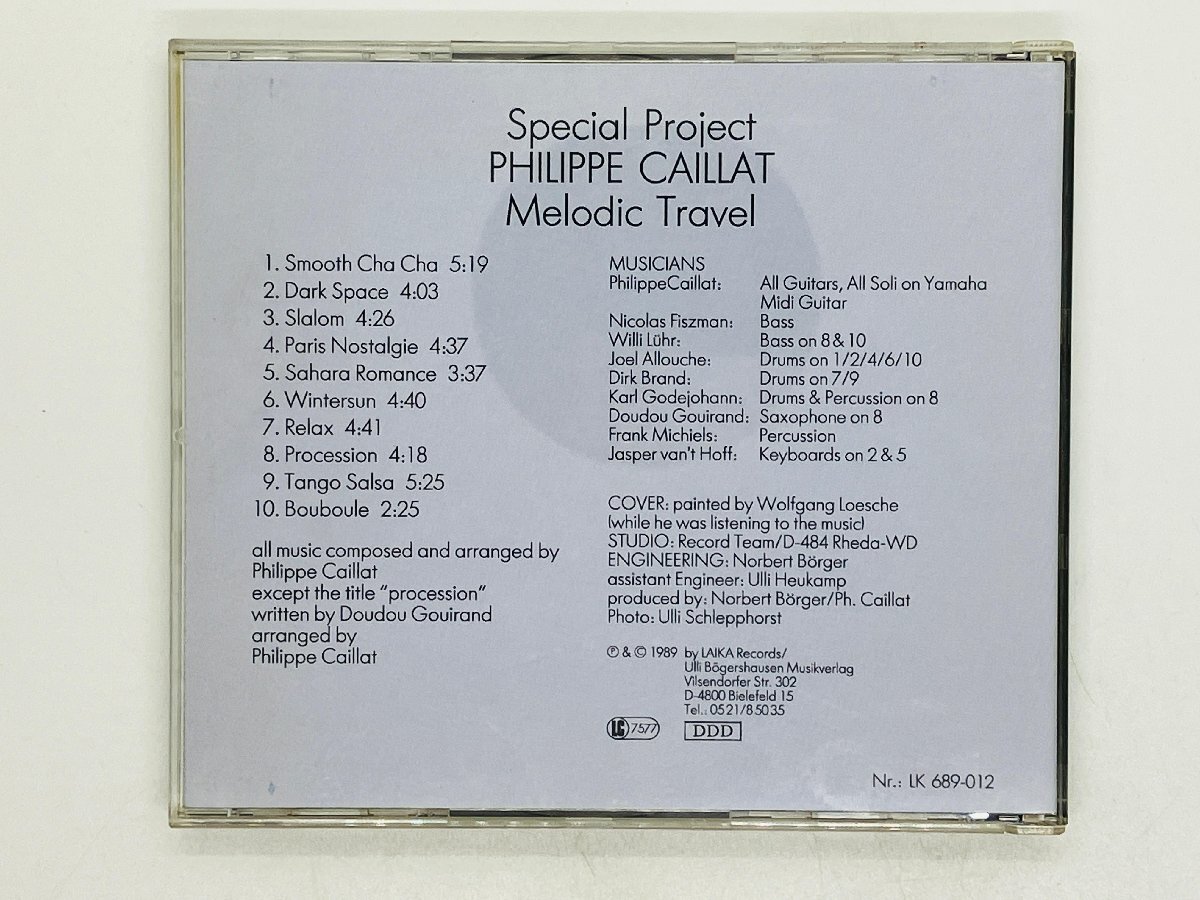 Special Project
PHILIPPE CAILLAT
Melodic Travel
1. Smooth Cha Cha 5:19
2. Dark Space 4:03
3. Slalom 4:26
4. Paris Nostalgie 4:37
5. Sahara Romance 3:37
6. Wintersun 4:40
7. Relax 4:41
8. Procession 4:18
9. Tango Salsa 5:25
10. Bouboule 2:25
all music composed and arranged by
Philippe Caillat
except the title "procession"
written by Doudou Gouirand
arranged by
Philippe Caillat
MUSICIANS
PhilippeCaillat: All Guitars, All Soli on Yamaha
Midi Guitar
Nicolas Fiszman: Bass
Willi Lühr: Bass on 8 & 10
Joel Allouche: Drums on 1/2/4/6/10
Dirk Brand: Drums on 7/9
Karl Godejohann: Drums & Percussion on 8
Doudou Gouirand: Saxophone on 8
Frank Michiels: Percussion
Jasper van't Hoff: Keyboards on 2 & 5
COVER: painted by Wolfgang Loesche
(while he was listening to the music)
STUDIO: Record Team/D-484 Rheda-WD
ENGINEERING: Norbert Börger
assistant Engineer: Ulli Heukamp
produced by: Norbert Börger/Ph. Caillat
Photo: Ulli Schlepphorst
℗ & © 1989 by LAIKA Records/
Ulli Bögershausen Musikverlag
Vilsendorfer Str. 302
D-4800 Bielefeld 15
Tel.: 05 21/8 50 35
LC 7577 DDD
Nr.: LK 689-012